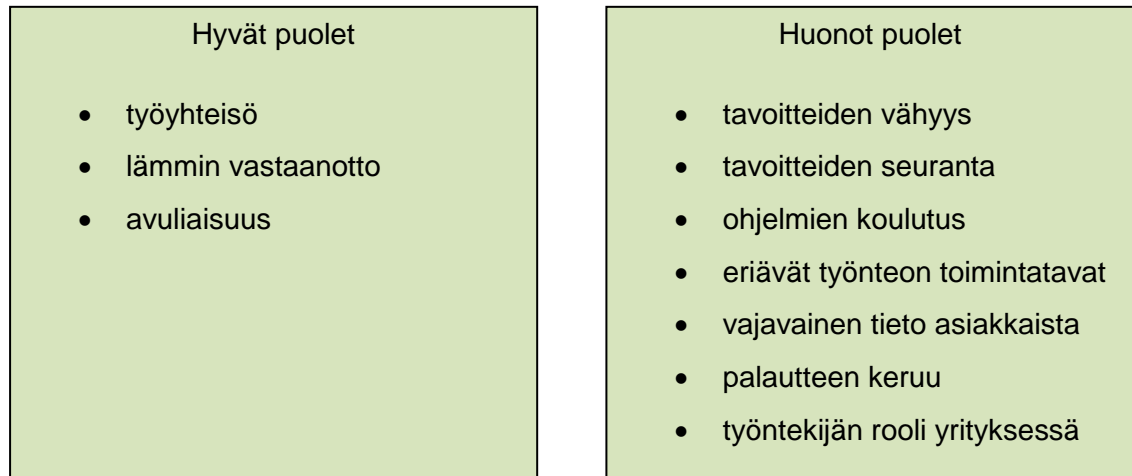 Hyvät puolet
• työyhteisö
• lämmin vastaanotto
• avuliaisuus
Huonot puolet
• tavoitteiden vähyys
• tavoitteiden seuranta
• ohjelmien koulutus
• eriävät työnteon toimintatavat
• vajavainen tieto asiakkaista
• palautteen keruu
• työntekijän rooli yrityksessä